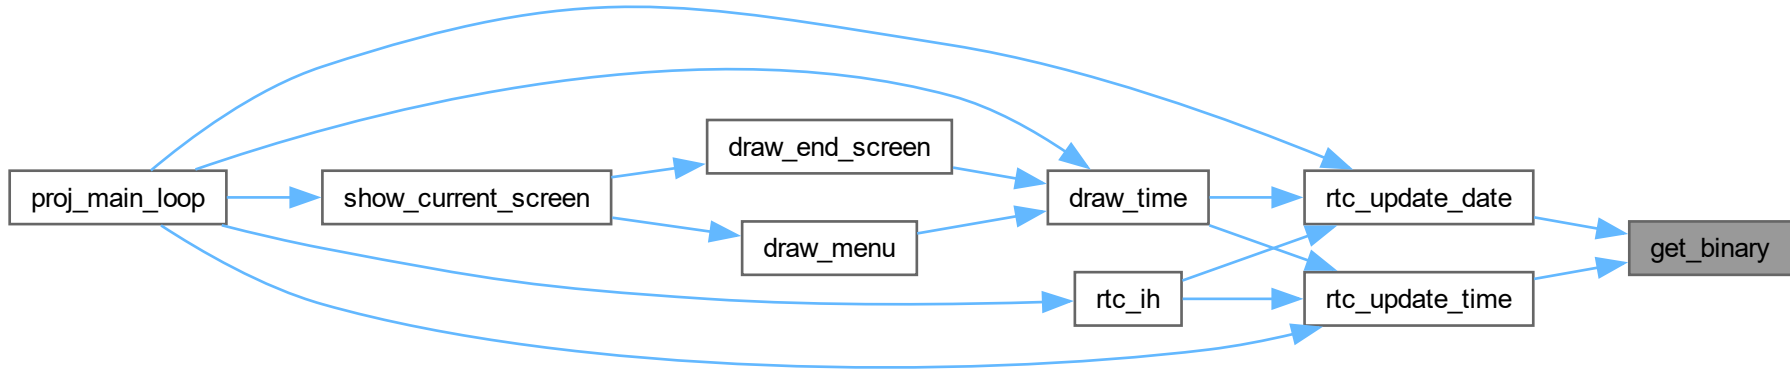 proj_main_loop
show_current_screen
draw_end_screen
draw_menu
draw_time
rtc_ih
rtc_update_date
rtc_update_time
get_binary